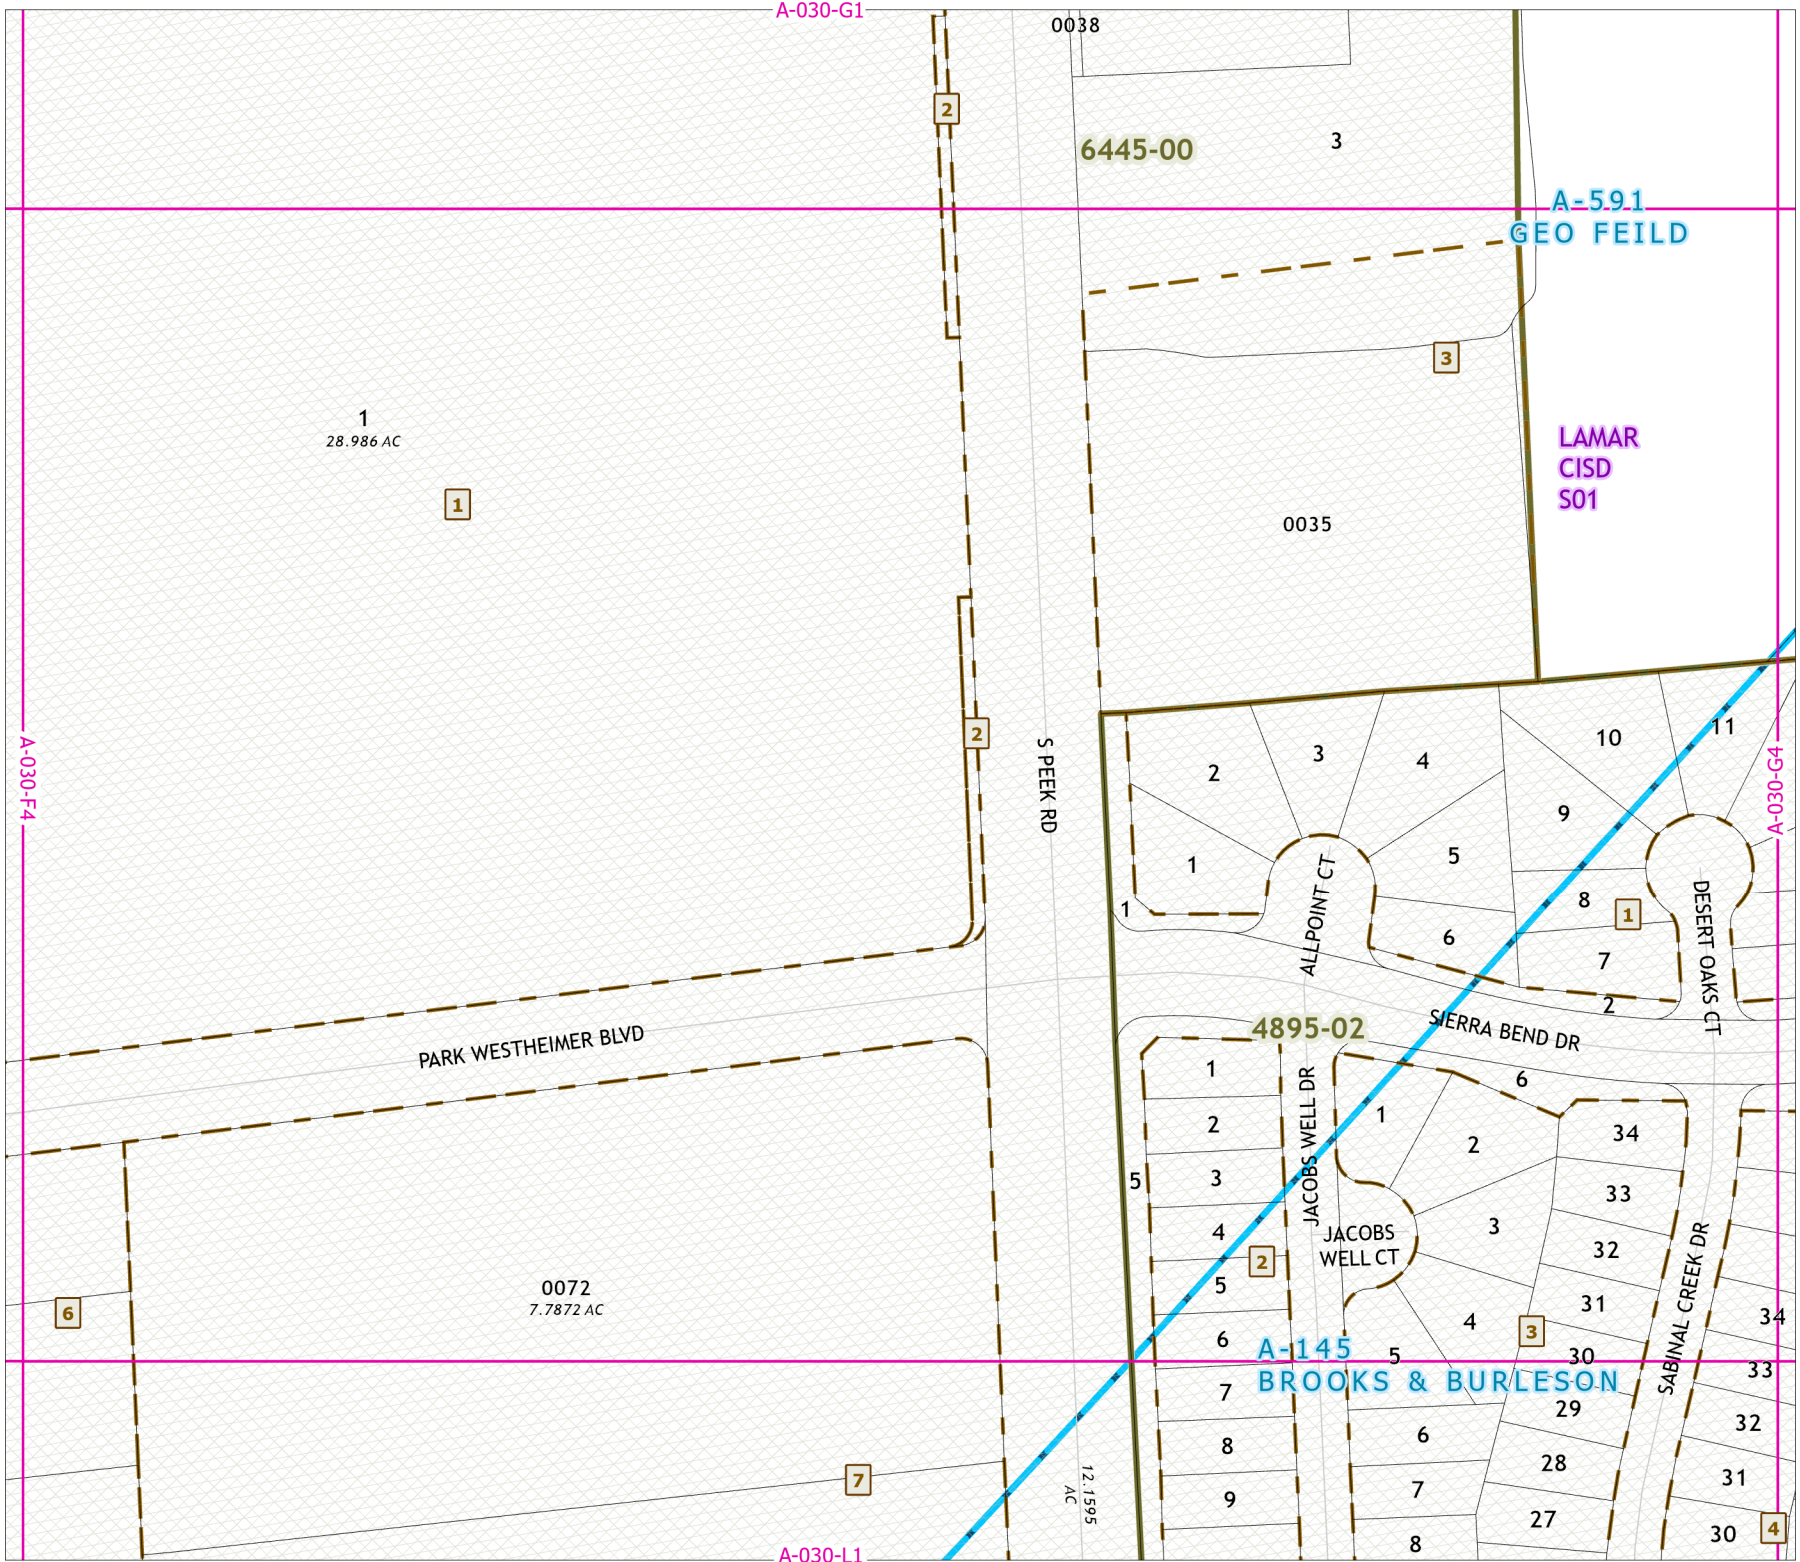 A-030-G1
0038
2
6445-00
3
A-591
GEO FEILD
3
LAMAR
CISD
S01
1
28.986 AC
1
0035
2
S PEEK RD
A-030-F4
A-030-G4
2
3
4
10
11
9
1
5
8
1
1
6
7
2
ALLPOINT CT
DESERT OAKS CT
PARK WESTHEIMER BLVD
4895-02
SIERRA BEND DR
1
6
1
2
34
2
JACOBS WELL DR
3
5
33
4
JACOBS
WELL CT
3
32
2
5
31
0072
7.7872 AC
6
6
4
3
34
SABINAL CREEK DR
A-145
BROOKS & BURLESON
5
30
33
7
29
32
6
8
28
31
7
7
9
27
30
4
8
12.1595
AC
A-030-L1